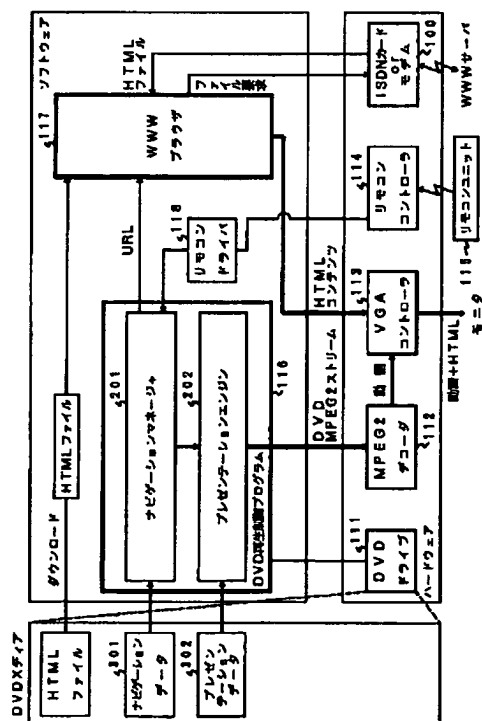 DVDメディア
HTML
ファイル
301
ナビゲーション
データ
302
プレゼン
テーション
データ
ソフトウェア
ダウンロード
HTMLファイル
117
WWW
ブラウザ
HTML
ファイル
ファイル要求
URL
201
ナビゲーションマネージャ
202
プレゼンテーションエンジン
DVD再生制御プログラム
116
118
リモコン
ドライバ
DVD
MPEG2ストリーム
HTML
コンテンツ
111
DVD
ドライブ
ハードウェア
MPEG2
デコーダ
112
動画
113
VGA
コントローラ
114
リモコン
コントローラ
ISDNカード
or
モデム
100
動画+HTML
モニタ
115
リモコンユニット
WWWサーバ